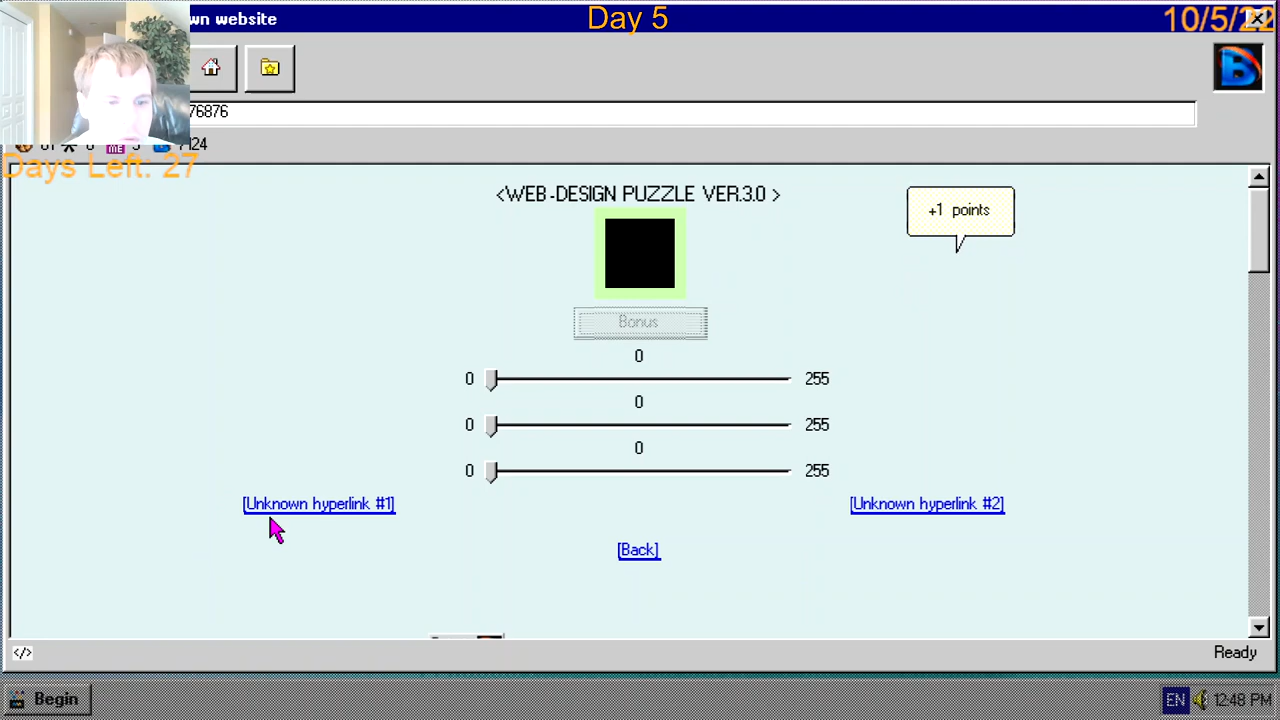 wn website
Day 5
10/5/22
76876
Days Left: 27
<WEB-DESIGN PUZZLE VER.3.0 >
+1 points
Bonus
0
0 255
0
0 255
0
0 255
[Unknown hyperlink #1] [Unknown hyperlink #2]
[Back]
</> Ready
Begin EN 12:48 PM